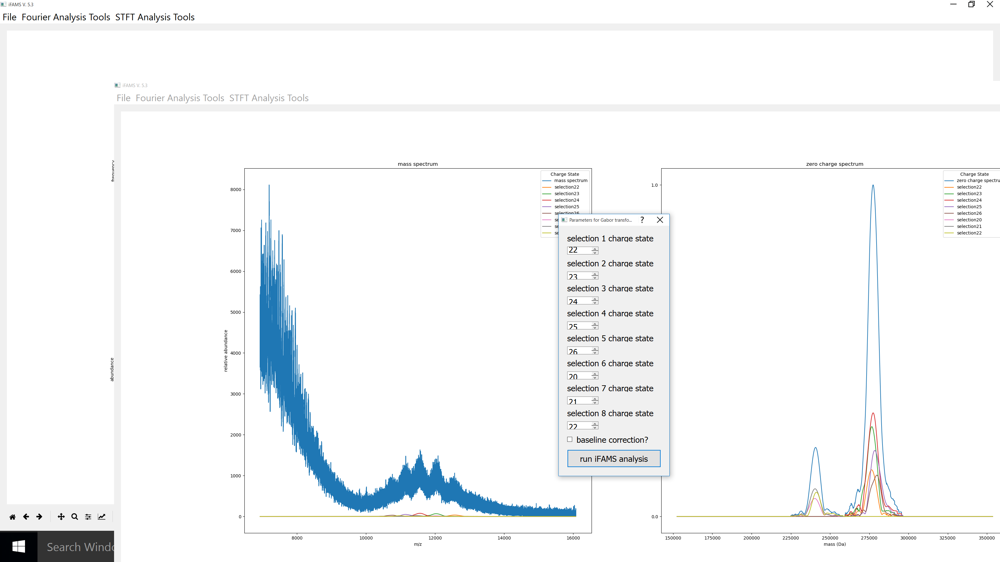 iFAMS V. 5.3
File Fourier Analysis Tools STFT Analysis Tools
iFAMS V. 5.3
File Fourier Analysis Tools STFT Analysis Tools
frequency
abundance
mass spectrum
relative abundance
8000
7000
6000
5000
4000
3000
2000
1000
0
8000 10000 12000 14000 16000
m/z
Charge State
mass spectrum
selection22
selection23
selection24
selection25
selection26
Parameters for Gabor transfo... ?
selection 1 charge state
22
selection 2 charge state
23
selection 3 charge state
24
selection 4 charge state
25
selection 5 charge state
26
selection 6 charge state
20
selection 7 charge state
21
selection 8 charge state
22
baseline correction?
run iFAMS analysis
zero charge spectrum
1.0
0.0
150000 175000 200000 225000 250000 275000 300000 325000 350000
mass (Da)
Charge State
zero charge spectru
selection22
selection23
selection24
selection25
selection26
selection20
selection21
selection22
Search Windo